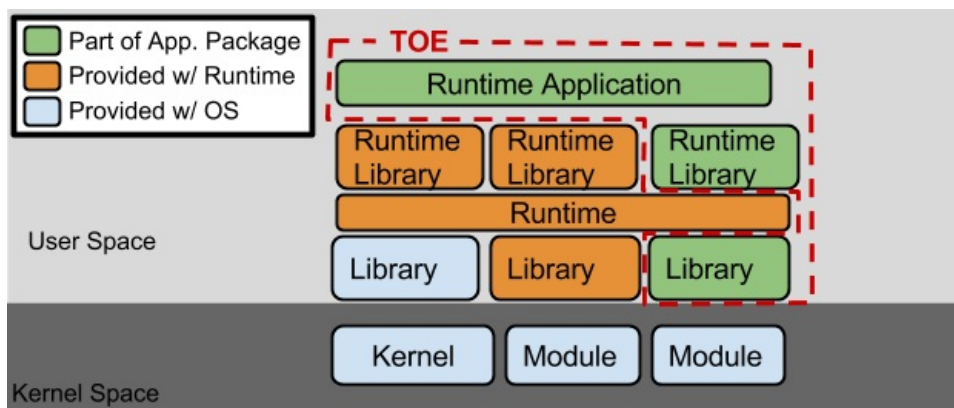 Part of App. Package
Provided w/ Runtime
Provided w/ OS
TOE
Runtime Application
Runtime
Library
Runtime
Library
Runtime
Library
Runtime
User Space
Library
Library
Library
Kernel
Module
Module
Kernel Space